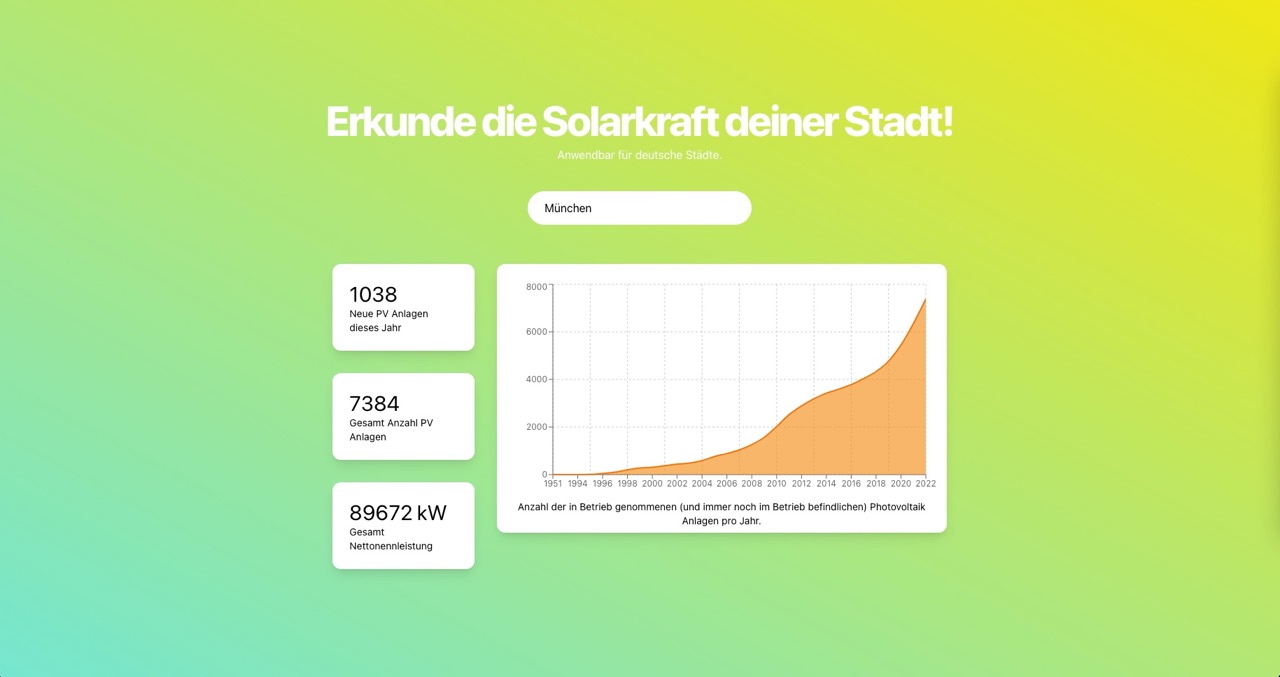 Erkunde die Solarkraft deiner Stadt!
Anwendbar für deutsche Städte.
München
1038
Neue PV Anlagen
dieses Jahr
7384
Gesamt Anzahl PV
Anlagen
89672 kW
Gesamt
Nettonennleistung
8000
6000
4000
2000
0
1951 1994 1996 1998 2000 2002 2004 2006 2008 2010 2012 2014 2016 2018 2020 2022
Anzahl der in Betrieb genommenen (und immer noch im Betrieb befindlichen) Photovoltaik
Anlagen pro Jahr.